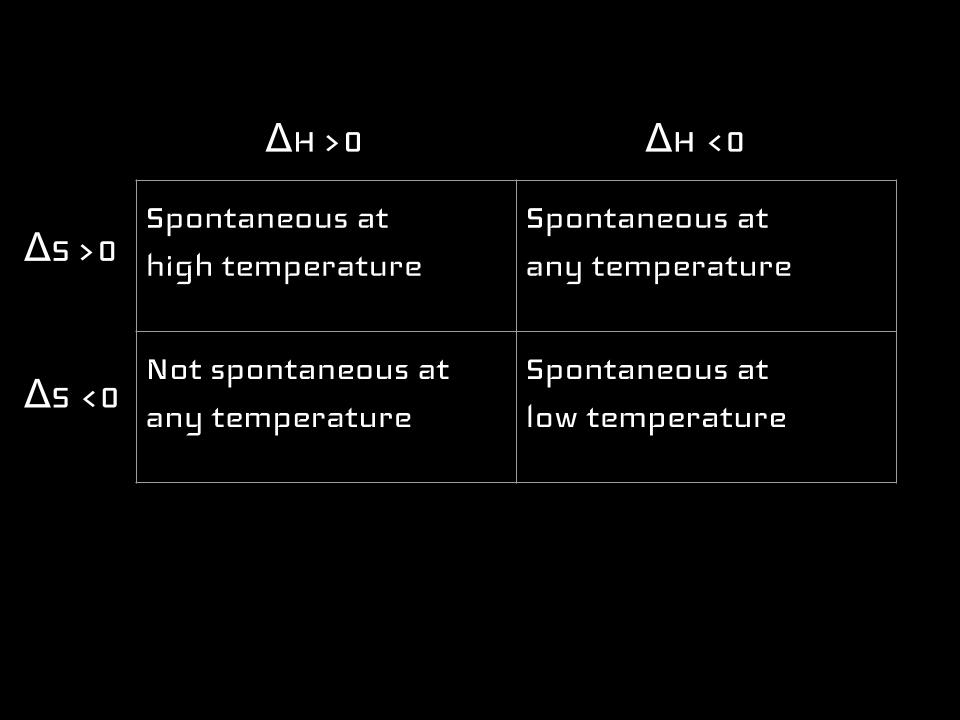 ΔH >0 ΔH <0
ΔS >0
Spontaneous at
high temperature
Spontaneous at
any temperature
ΔS <0
Not spontaneous at
any temperature
Spontaneous at
low temperature